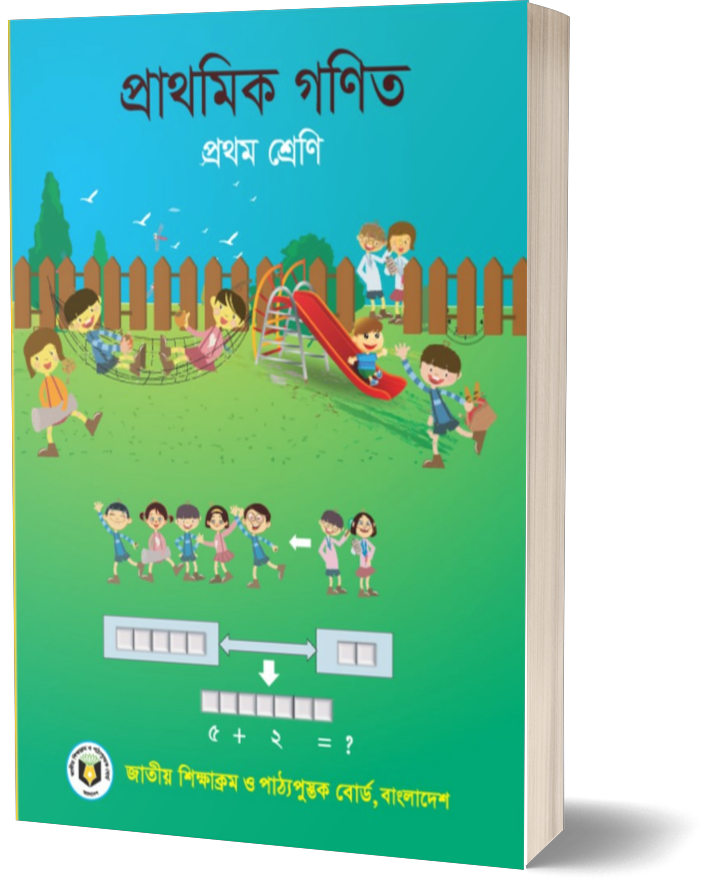 প্রাথমিক গণিত
প্রথম শ্রেণি
৫ + ২ = ?
জাতীয় শিক্ষাক্রম ও পাঠ্যপুস্তক বোর্ড, বাংলাদেশ